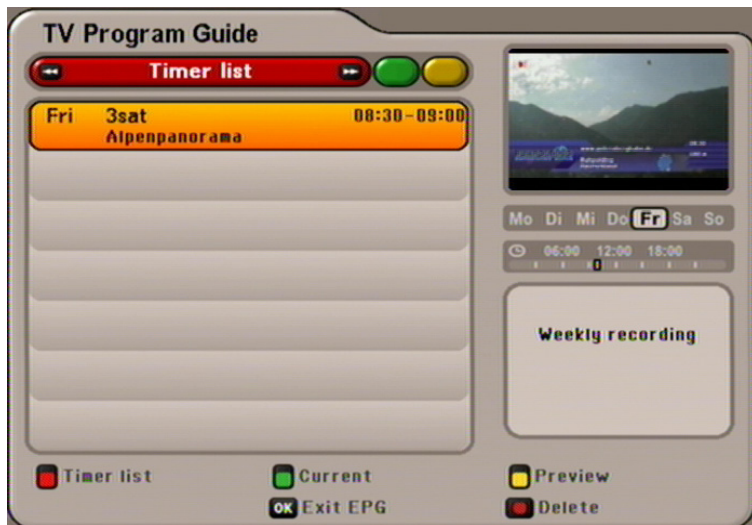 TV Program Guide
Timer list
Fri 3sat 08:30-09:00
Alpenpanorama
Mo Di Mi Do Fr Sa So
06:00 12:00 18:00
Weekly recording
Timer list Current Preview
OK Exit EPG Delete